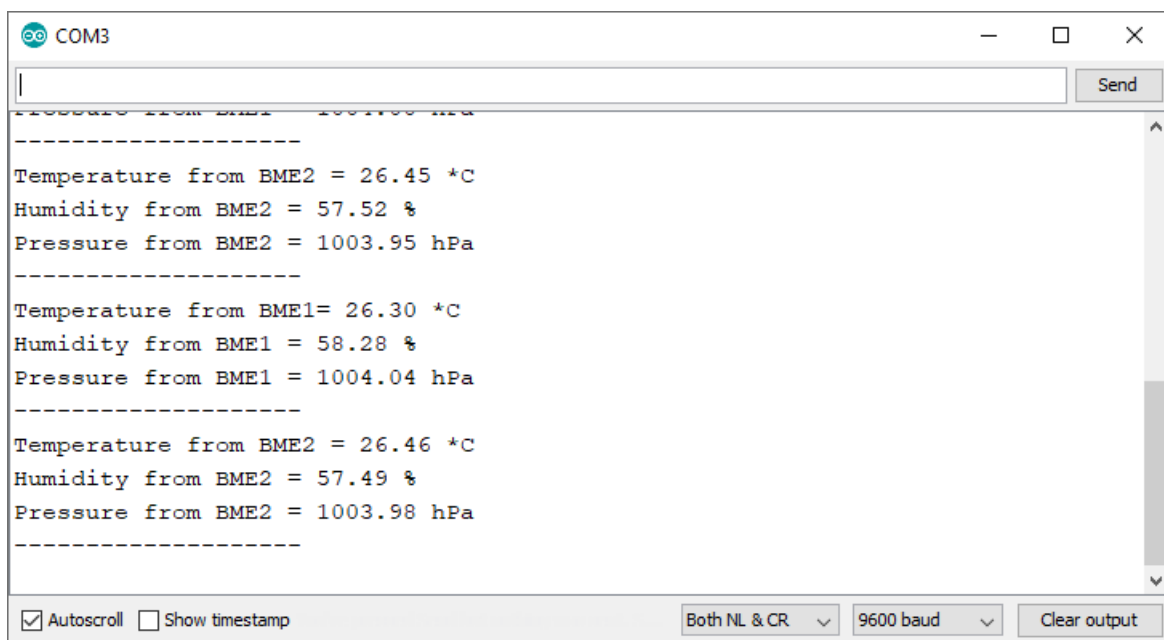 COM3
Send
--------------------
Temperature from BME2 = 26.45 *C
Humidity from BME2 = 57.52 %
Pressure from BME2 = 1003.95 hPa
--------------------
Temperature from BME1= 26.30 *C
Humidity from BME1 = 58.28 %
Pressure from BME1 = 1004.04 hPa
--------------------
Temperature from BME2 = 26.46 *C
Humidity from BME2 = 57.49 %
Pressure from BME2 = 1003.98 hPa
--------------------
Autoscroll Show timestamp Both NL & CR 9600 baud Clear output